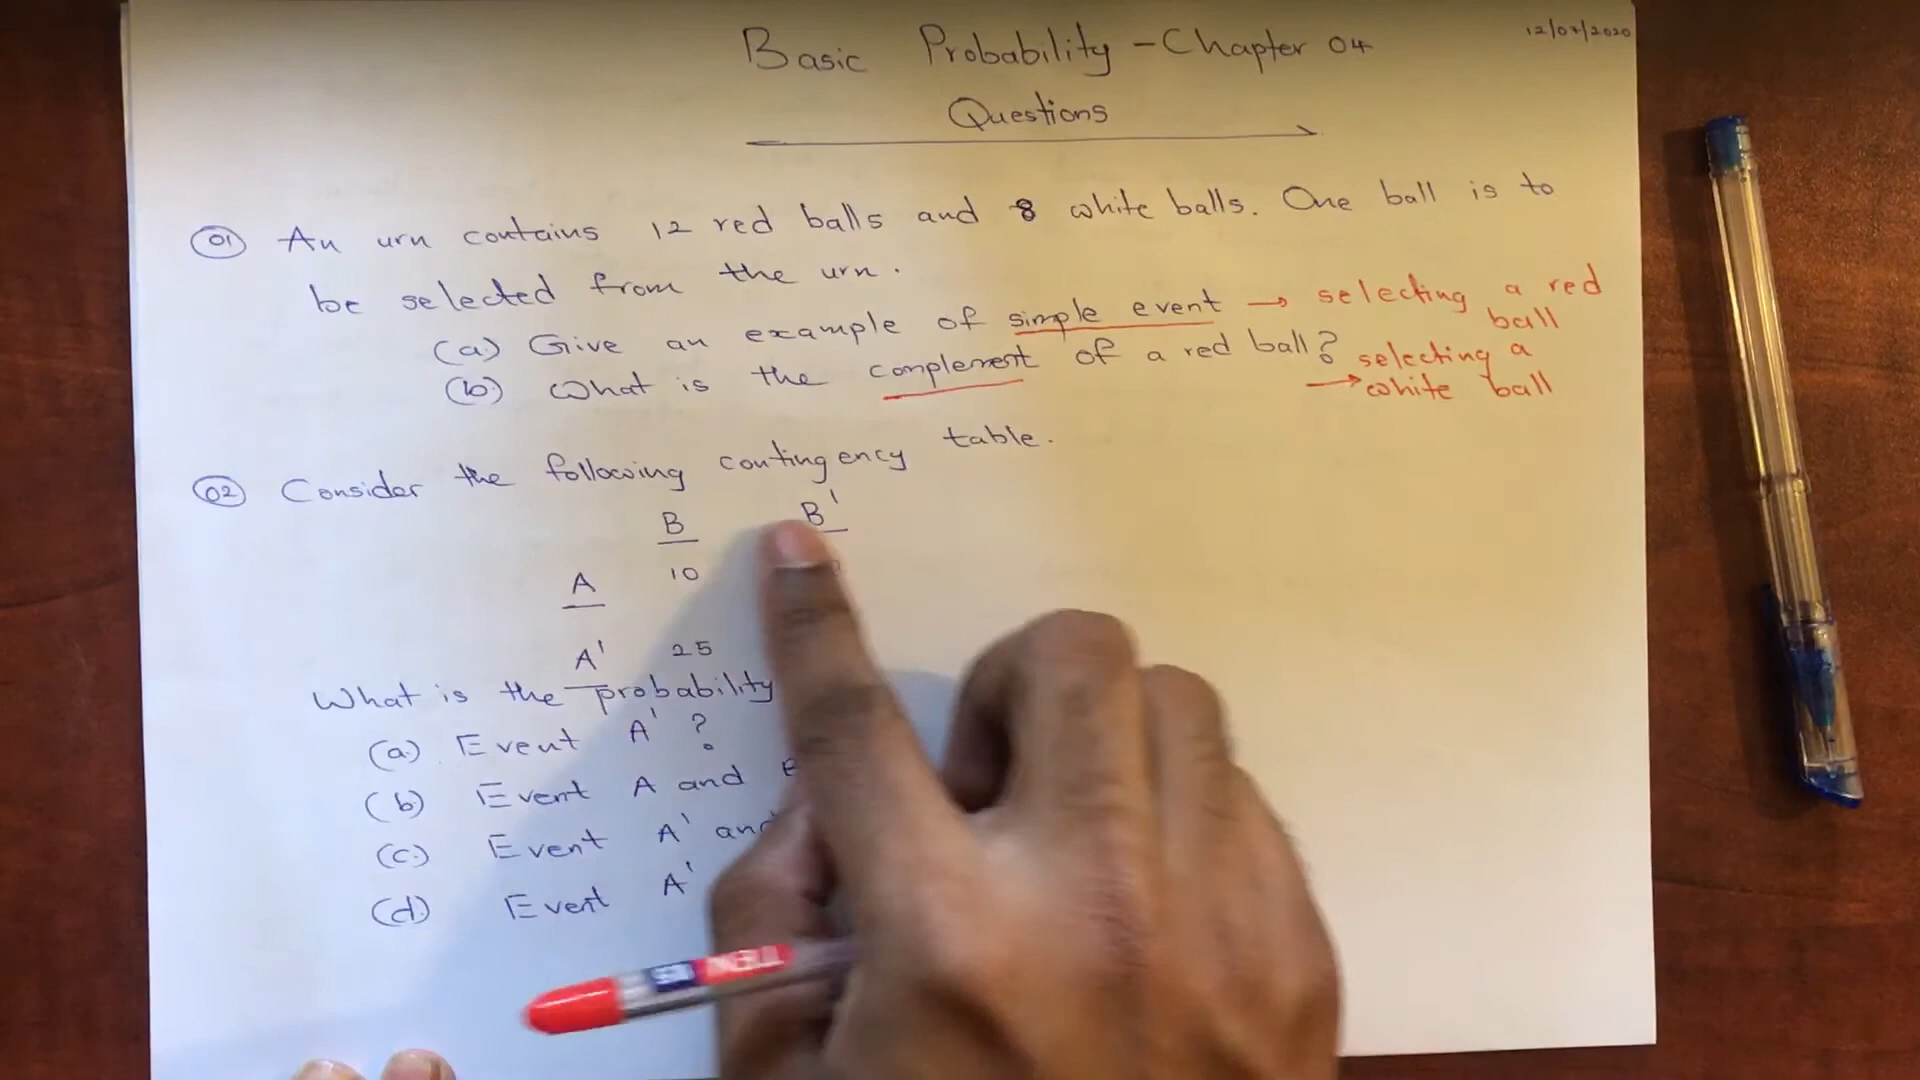 Basic Probability - Chapter 04
12/07/2020
Questions
01 An urn contains 12 red balls and 8 white balls. One ball is to
be selected from the urn.
(a) Give an example of simple event → selecting a red
ball
(b) What is the complement of a red ball? → selecting a
white ball
02 Consider the following contingency table.
B B'
A 10
A' 25
What is the probability
(a) Event A' ?
(b) Event A and
(c) Event A' and
(d) Event A'